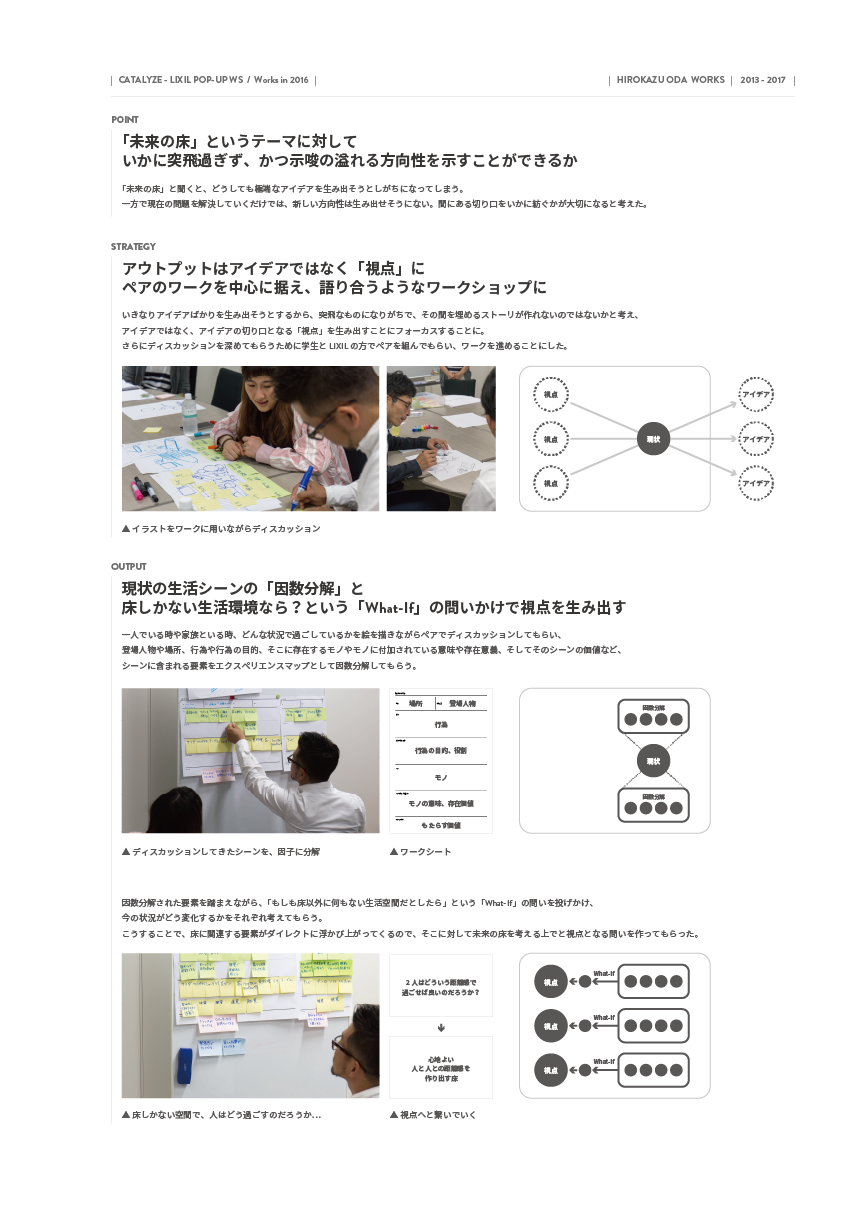 | CATALYZE - LIXIL POP-UP WS / Works in 2016 |
| HIROKAZU ODA WORKS | 2013 - 2017 |
POINT
「未来の床」というテーマに対して
いかに突飛過ぎず、かつ示唆の溢れる方向性を示すことができるか
「未来の床」と聞くと、どうしても極端なアイデアを生み出そうとしがちになってしまう。
一方で現在の問題を解決していくだけでは、新しい方向性は生み出せそうにない。間にある切り口をいかに紡ぐかが大切になると考えた。
STRATEGY
アウトプットはアイデアではなく「視点」に
ペアのワークを中心に据え、語り合うようなワークショップに
いきなりアイデアばかりを生み出そうとするから、突飛なものになりがちで、その間を埋めるストーリが作れないのではないかと考え、
アイデアではなく、アイデアの切り口となる「視点」を生み出すことにフォーカスすることに。
さらにディスカッションを深めてもらうために学生と LIXIL の方でペアを組んでもらい、ワークを進めることにした。
視点
アイデア
視点
現状
アイデア
視点
アイデア
▲ イラストをワークに用いながらディスカッション
OUTPUT
現状の生活シーンの「因数分解」と
床しかない生活環境なら？という「What-If」の問いかけで視点を生み出す
一人でいる時や家族といる時、どんな状況で過ごしているかを絵を描きながらペアでディスカッションしてもらい、
登場人物や場所、行為や行為の目的、そこに存在するモノやモノに付加されている意味や存在意義、そしてそのシーンの価値など、
シーンに含まれる要素をエクスペリエンスマップとして因数分解してもらう。
場所
登場人物
行為
行為の目的、役割
モノ
モノの意味、存在価値
もたらす価値
因数分解
現状
因数分解
▲ ディスカッションしてきたシーンを、因子に分解
▲ ワークシート
因数分解された要素を踏まえながら、「もしも床以外に何もない生活空間だとしたら」という「What-If」の問いを投げかけ、
今の状況がどう変化するかをそれぞれ考えてもらう。
こうすることで、床に関連する要素がダイレクトに浮かび上がってくるので、そこに対して未来の床を考える上でと視点となる問いを作ってもらった。
2 人はどういう距離感で
過ごせば良いのだろうか？
心地よい
人と人との距離感を
作り出す床
視点
What-If
視点
What-If
視点
What-If
▲ 床しかない空間で、人はどう過ごすのだろうか…
▲ 視点へと繋いでいく